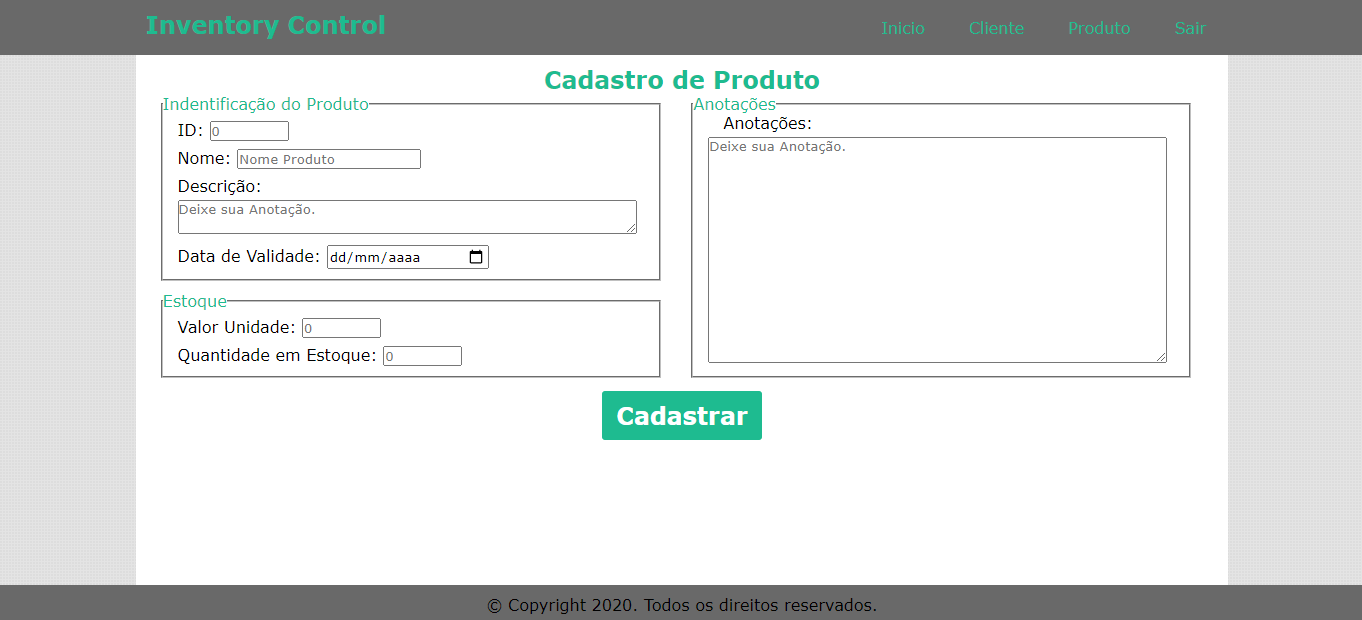 Inventory Control
Inicio Cliente Produto Sair
Cadastro de Produto
Indentificação do Produto
ID: 0
Nome: Nome Produto
Descrição:
Deixe sua Anotação.
Data de Validade: dd/mm/aaaa
Estoque
Valor Unidade: 0
Quantidade em Estoque: 0
Anotações
Anotações:
Deixe sua Anotação.
Cadastrar
© Copyright 2020. Todos os direitos reservados.